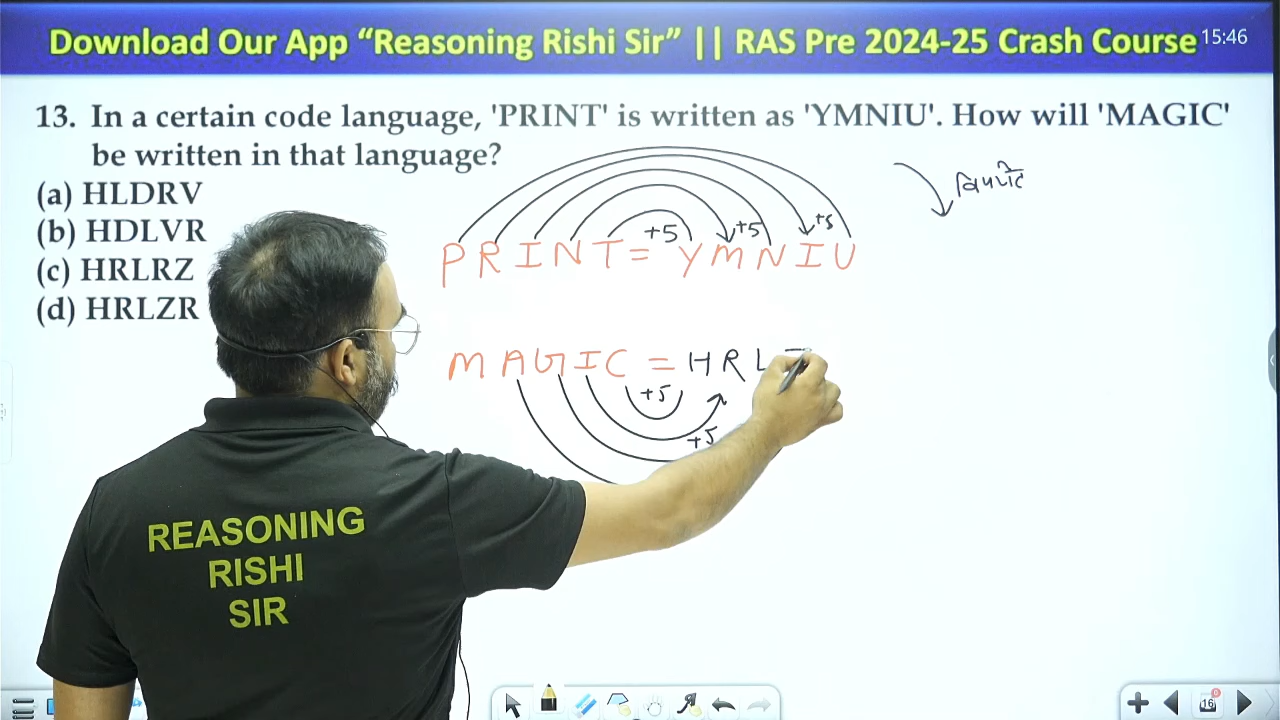 Download Our App “Reasoning Rishi Sir” || RAS Pre 2024-25 Crash Course 15:46
13. In a certain code language, 'PRINT' is written as 'YMNIU'. How will 'MAGIC'
be written in that language?
(a) HLDRV
(b) HDLVR
(c) HRLRZ
(d) HRLZR
+5 +5 +5
PRINT = YMNIU
MAGIC = HRL
+5
+5
REASONING
RISHI
SIR
16